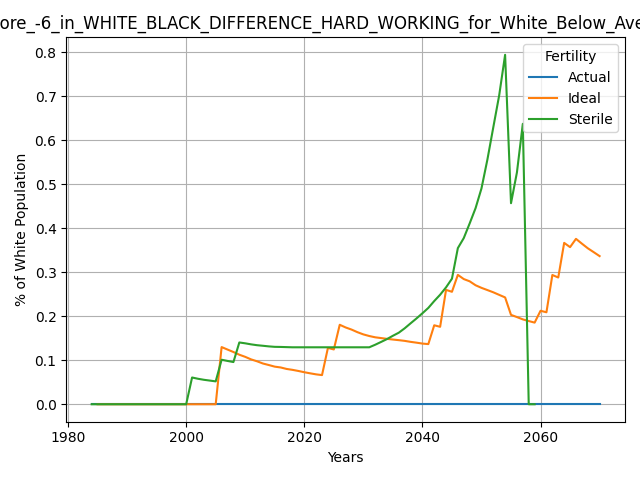 ore_-6_in_WHITE_BLACK_DIFFERENCE_HARD_WORKING_for_White_Below_Ave
Fertility
Actual
Ideal
Sterile
% of White Population
0.8
0.7
0.6
0.5
0.4
0.3
0.2
0.1
0.0
1980 2000 2020 2040 2060
Years